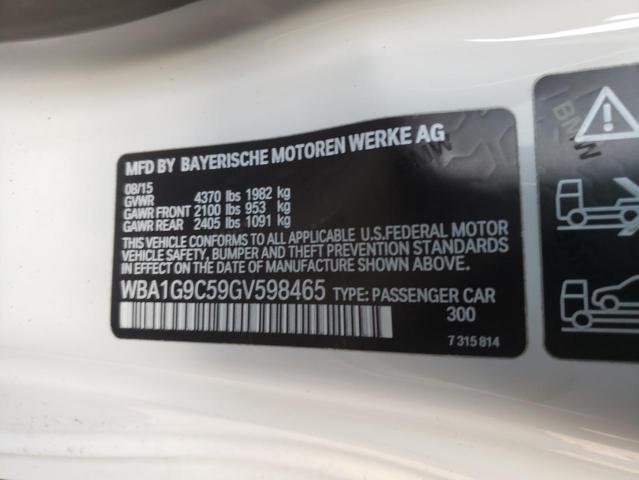 MFD BY BAYERISCHE MOTOREN WERKE AG
08/15
GVWR 4370 lbs 1982 kg
GAWR FRONT 2100 lbs 953 kg
GAWR REAR 2405 lbs 1091 kg
THIS VEHICLE CONFORMS TO ALL APPLICABLE U.S.FEDERAL MOTOR
VEHICLE SAFETY, BUMPER AND THEFT PREVENTION STANDARDS
IN EFFECT ON THE DATE OF MANUFACTURE SHOWN ABOVE.
WBA1G9C59GV598465 TYPE: PASSENGER CAR
300
7 315 814
BMW
BMW